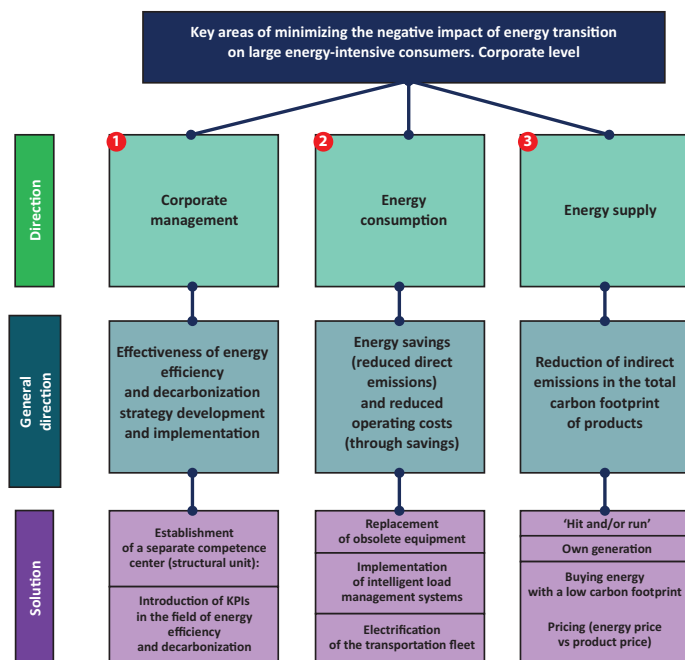 Key areas of minimizing the negative impact of energy transition
on large energy-intensive consumers. Corporate level
Direction
1
Corporate
management
2
Energy
consumption
3
Energy supply
General
direction
Effectiveness of energy
efficiency
and decarbonization
strategy development
and implementation
Energy savings
(reduced direct
emissions)
and reduced
operating costs
(through savings)
Reduction of indirect
emissions in the total
carbon footprint
of products
Solution
Establishment
of a separate competence
center (structural unit):
Introduction of KPIs
in the field of energy
efficiency
and decarbonization
Replacement
of obsolete equipment
Implementation
of intelligent load
management systems
Electrification
of the transportation fleet
‘Hit and/or run’
Own generation
Buying energy
with a low carbon footprint
Pricing (energy price
vs product price)